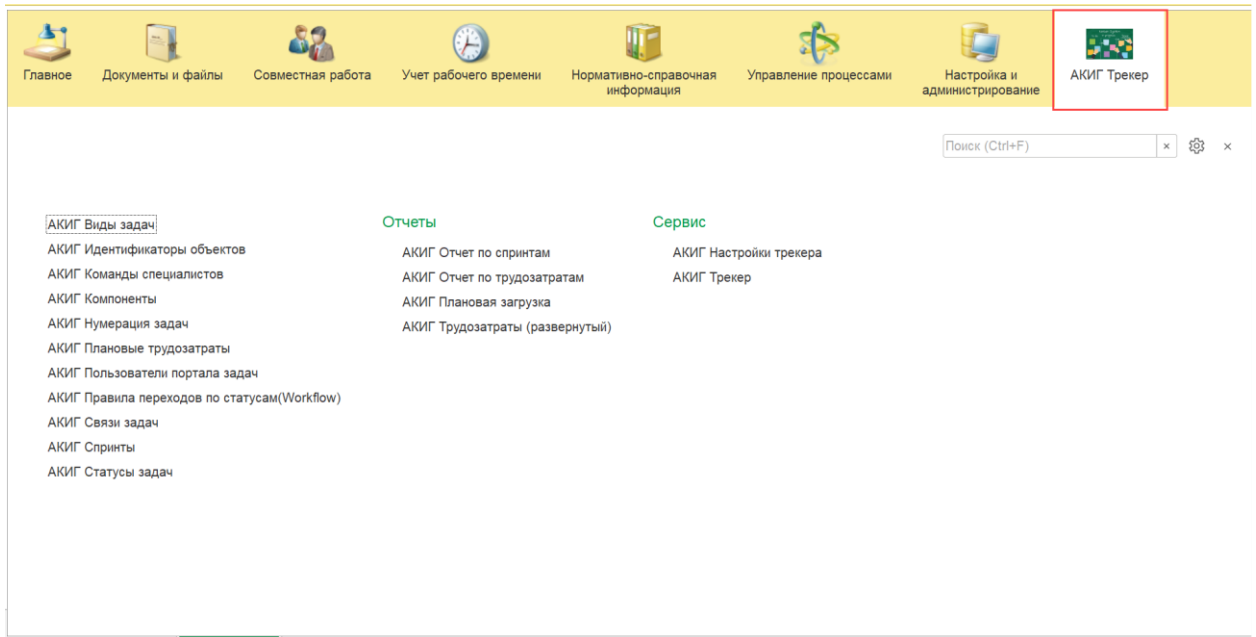 Главное
Документы и файлы
Совместная работа
Учет рабочего времени
Нормативно-справочная
информация
Управление процессами
Настройка и
администрирование
АКИГ Трекер
Поиск (Ctrl+F)
АКИГ Виды задач
АКИГ Идентификаторы объектов
АКИГ Команды специалистов
АКИГ Компоненты
АКИГ Нумерация задач
АКИГ Плановые трудозатраты
АКИГ Пользователи портала задач
АКИГ Правила переходов по статусам(Workflow)
АКИГ Связи задач
АКИГ Спринты
АКИГ Статусы задач
Отчеты
АКИГ Отчет по спринтам
АКИГ Отчет по трудозатратам
АКИГ Плановая загрузка
АКИГ Трудозатраты (развернутый)
Сервис
АКИГ Настройки трекера
АКИГ Трекер